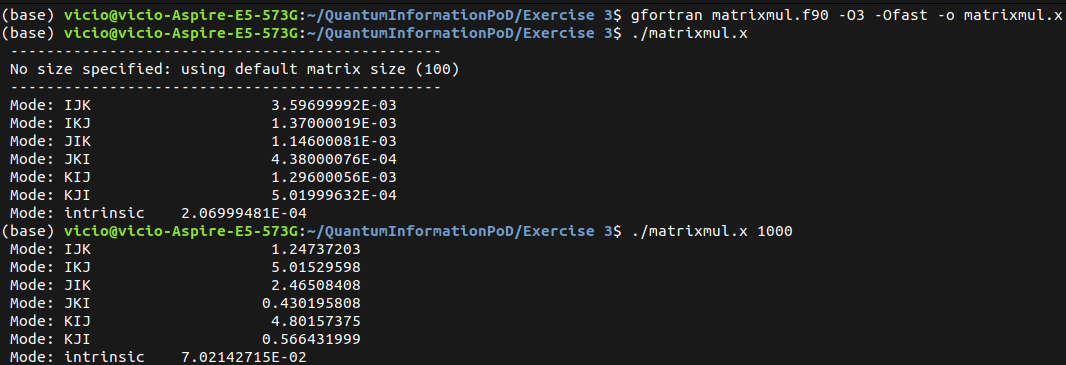 (base) vicio@vicio-Aspire-E5-573G:~/QuantumInformationPoD/Exercise 3$ gfortran matrixmul.f90 -O3 -Ofast -o matrixmul.x
(base) vicio@vicio-Aspire-E5-573G:~/QuantumInformationPoD/Exercise 3$ ./matrixmul.x
------------------------------------------------
No size specified: using default matrix size (100)
------------------------------------------------
Mode: IJK 3.59699992E-03
Mode: IKJ 1.37000019E-03
Mode: JIK 1.14600081E-03
Mode: JKI 4.38000076E-04
Mode: KIJ 1.29600056E-03
Mode: KJI 5.01999632E-04
Mode: intrinsic 2.06999481E-04
(base) vicio@vicio-Aspire-E5-573G:~/QuantumInformationPoD/Exercise 3$ ./matrixmul.x 1000
Mode: IJK 1.24737203
Mode: IKJ 5.01529598
Mode: JIK 2.46508408
Mode: JKI 0.430195808
Mode: KIJ 4.80157375
Mode: KJI 0.566431999
Mode: intrinsic 7.02142715E-02